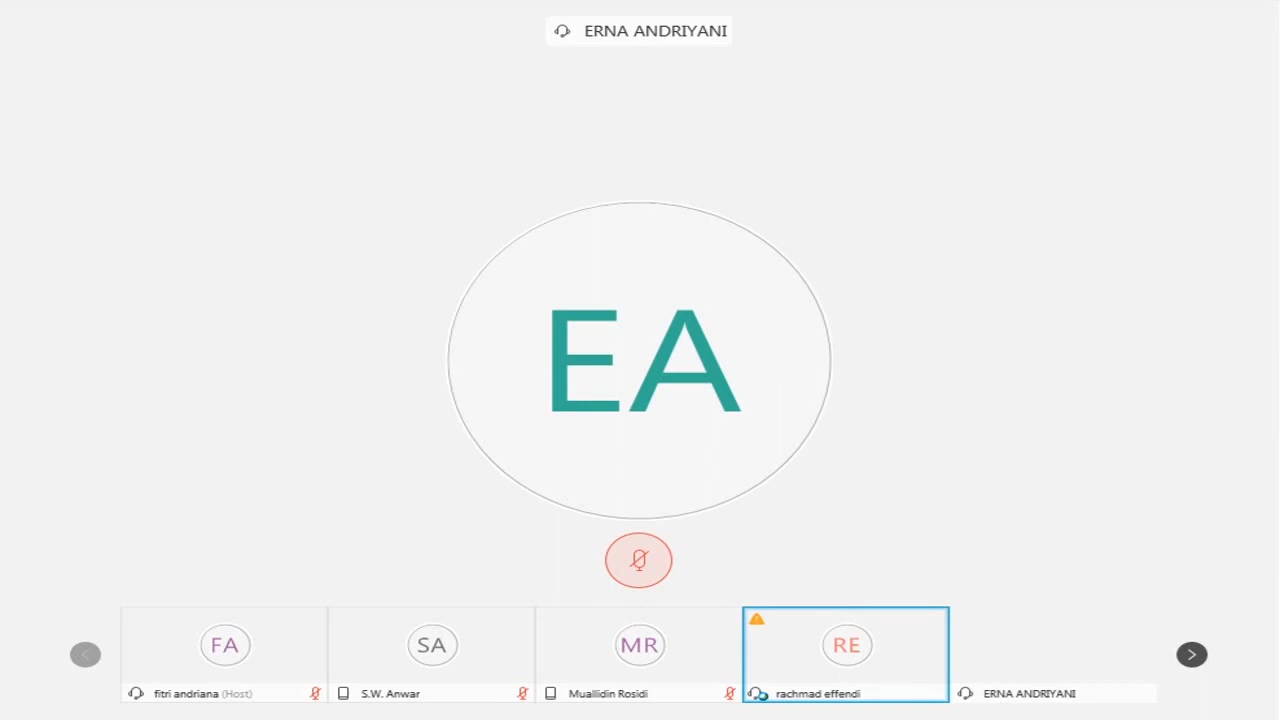 ERNA ANDRIYANI
EA
FA
SA
MR
RE
fitri andriana (Host)
S.W. Anwar
Muallidin Rosidi
rachmad effendi
ERNA ANDRIYANI